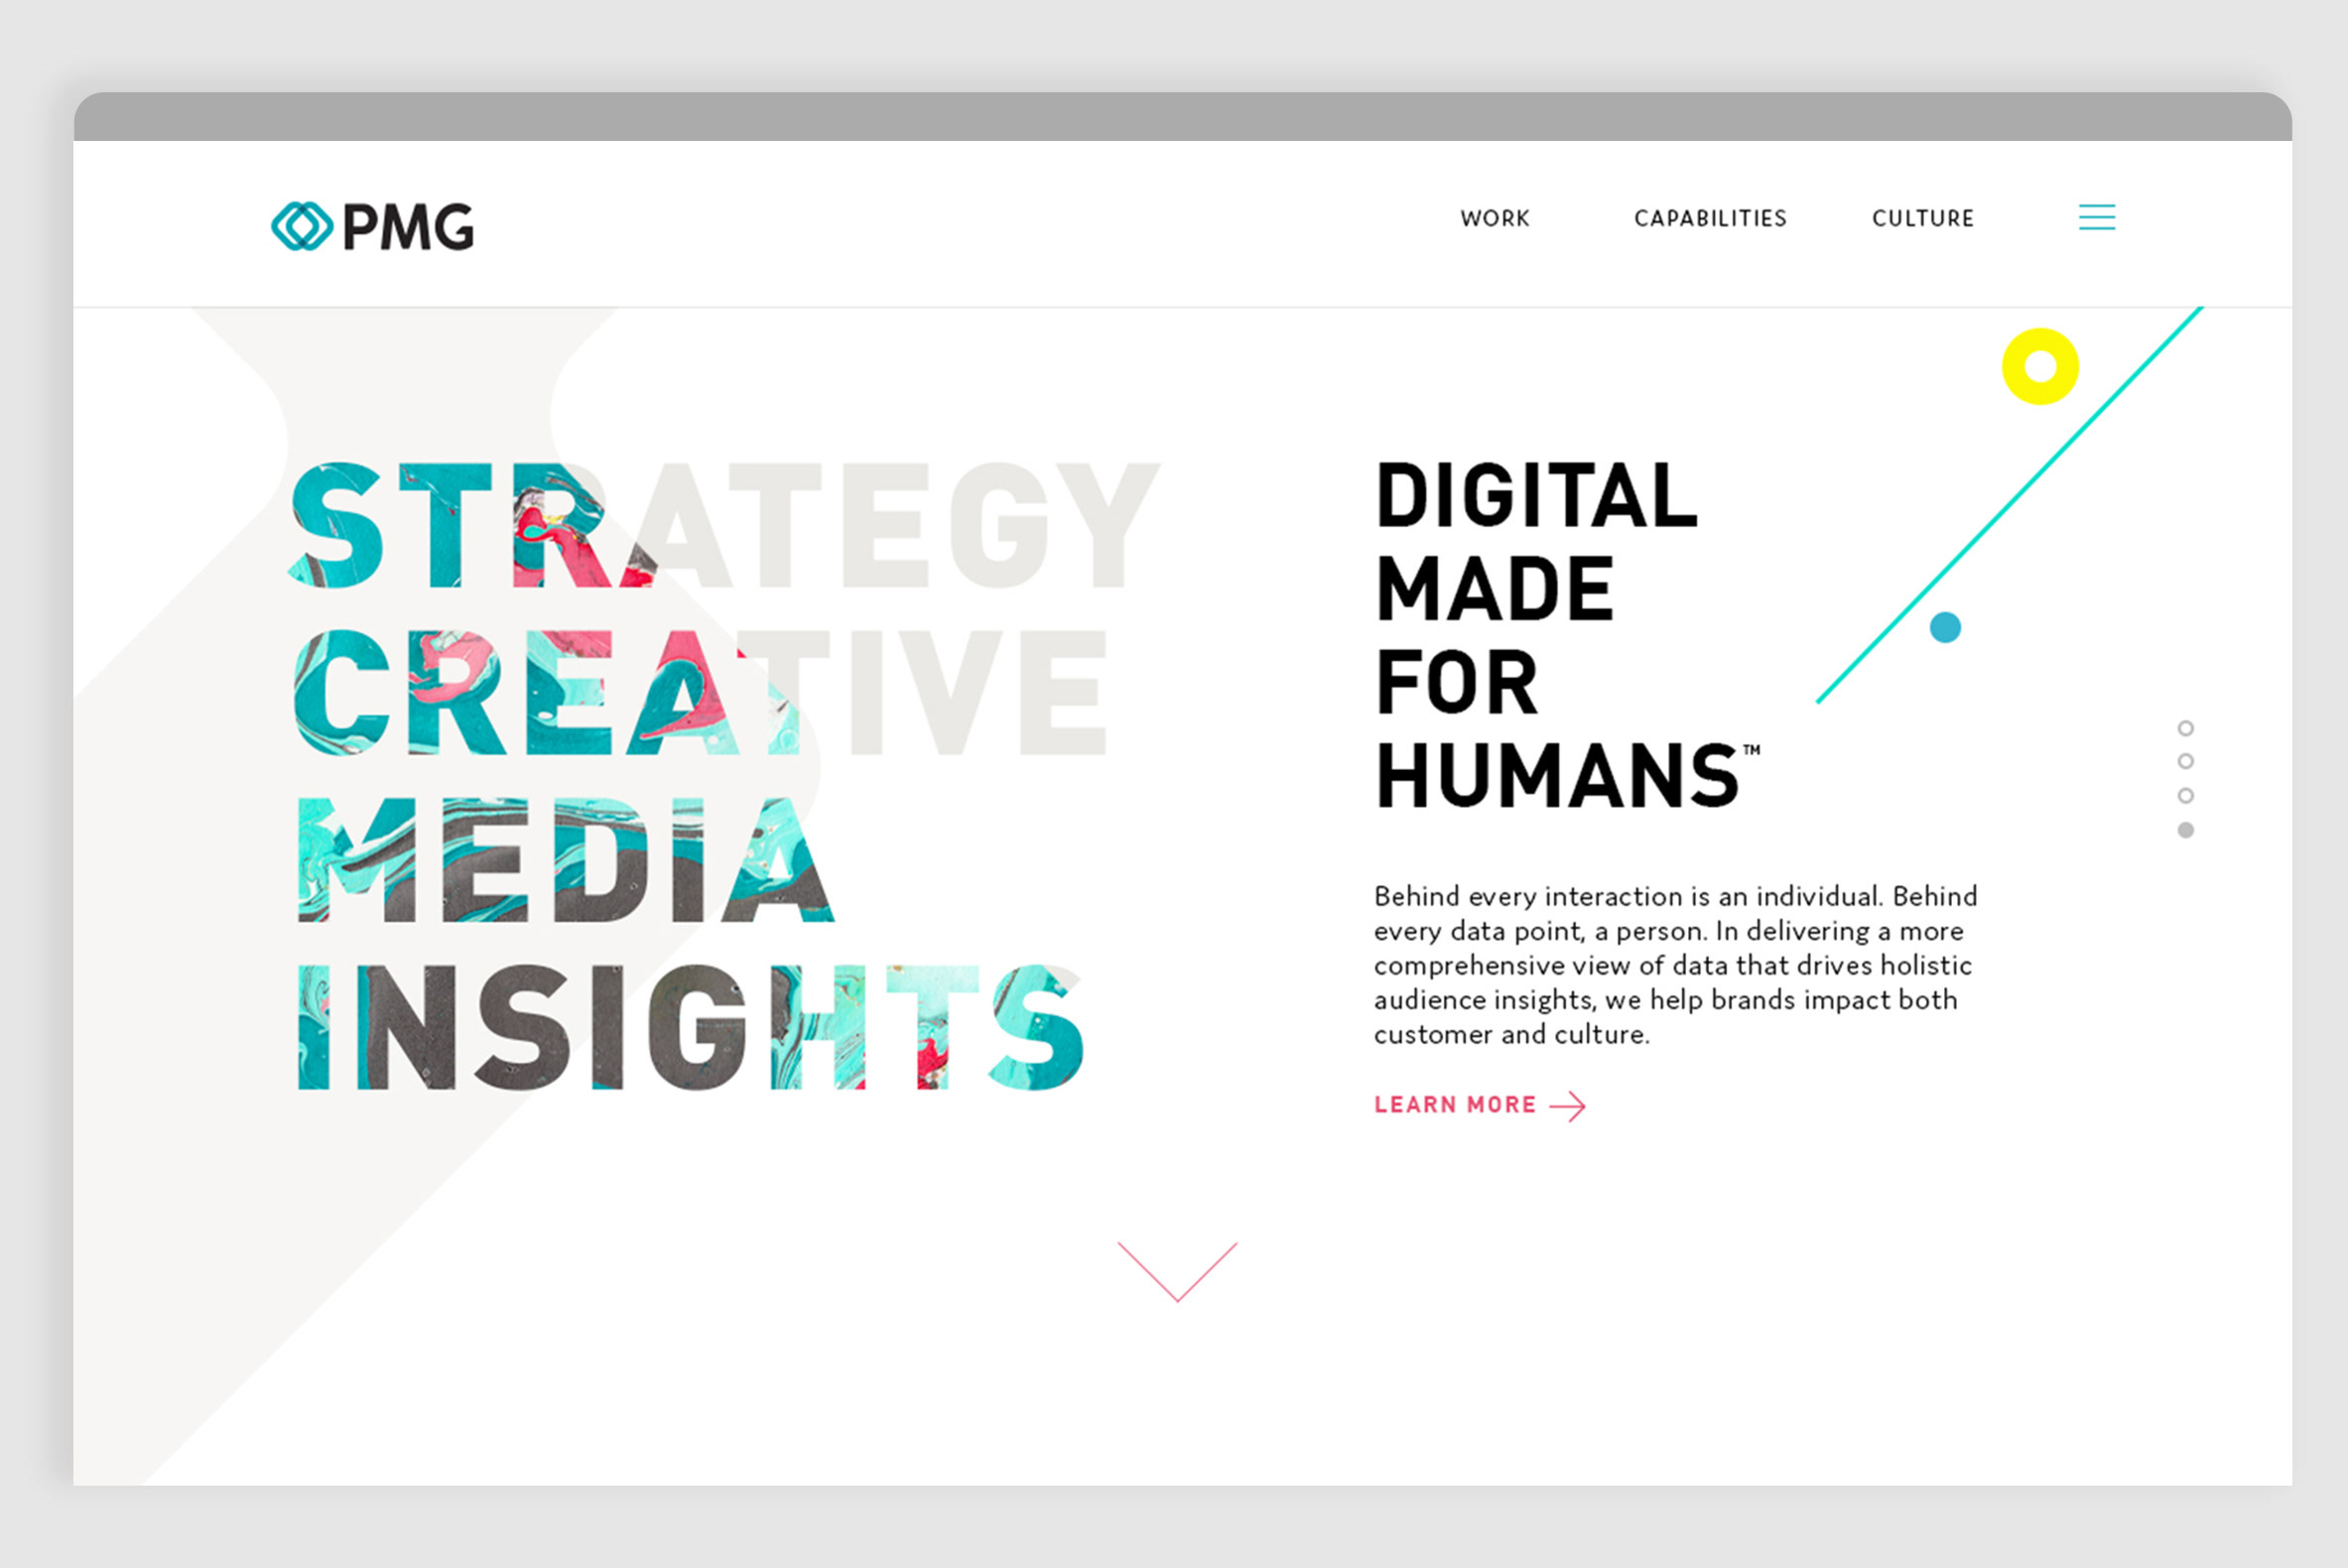 PMG
WORK
CAPABILITIES
CULTURE
STRATEGY
CREATIVE
MEDIA
INSIGHTS
DIGITAL
MADE
FOR
HUMANS™
Behind every interaction is an individual. Behind
every data point, a person. In delivering a more
comprehensive view of data that drives holistic
audience insights, we help brands impact both
customer and culture.
LEARN MORE